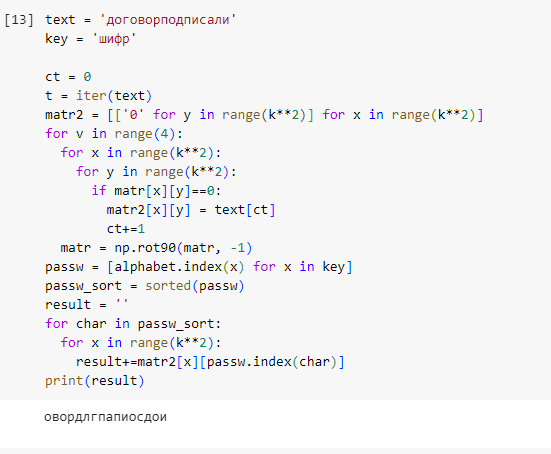 [13] text = 'договорподписали'
key = 'шифр'
ct = 0
t = iter(text)
matr2 = [['0' for y in range(k**2)] for x in range(k**2)]
for v in range(4):
  for x in range(k**2):
    for y in range(k**2):
      if matr[x][y]==0:
        matr2[x][y] = text[ct]
        ct+=1
  matr = np.rot90(matr, -1)
passw = [alphabet.index(x) for x in key]
passw_sort = sorted(passw)
result = ''
for char in passw_sort:
  for x in range(k**2):
    result+=matr2[x][passw.index(char)]
print(result)
овордлгпапиосдои